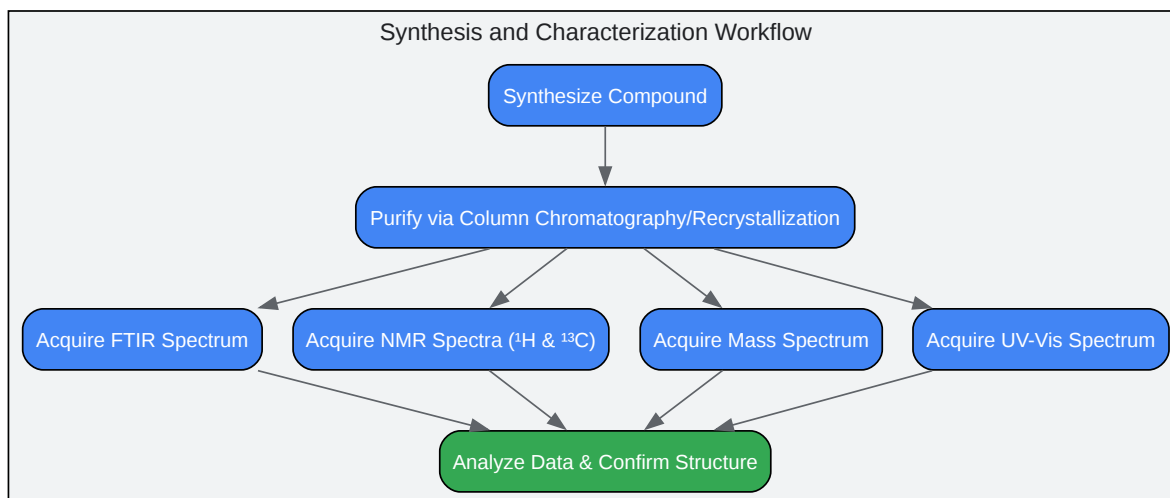 Synthesis and Characterization Workflow
Synthesize Compound
Purify via Column Chromatography/Recrystallization
Acquire FTIR Spectrum
Acquire NMR Spectra (¹H & ¹³C)
Acquire Mass Spectrum
Acquire UV-Vis Spectrum
Analyze Data & Confirm Structure